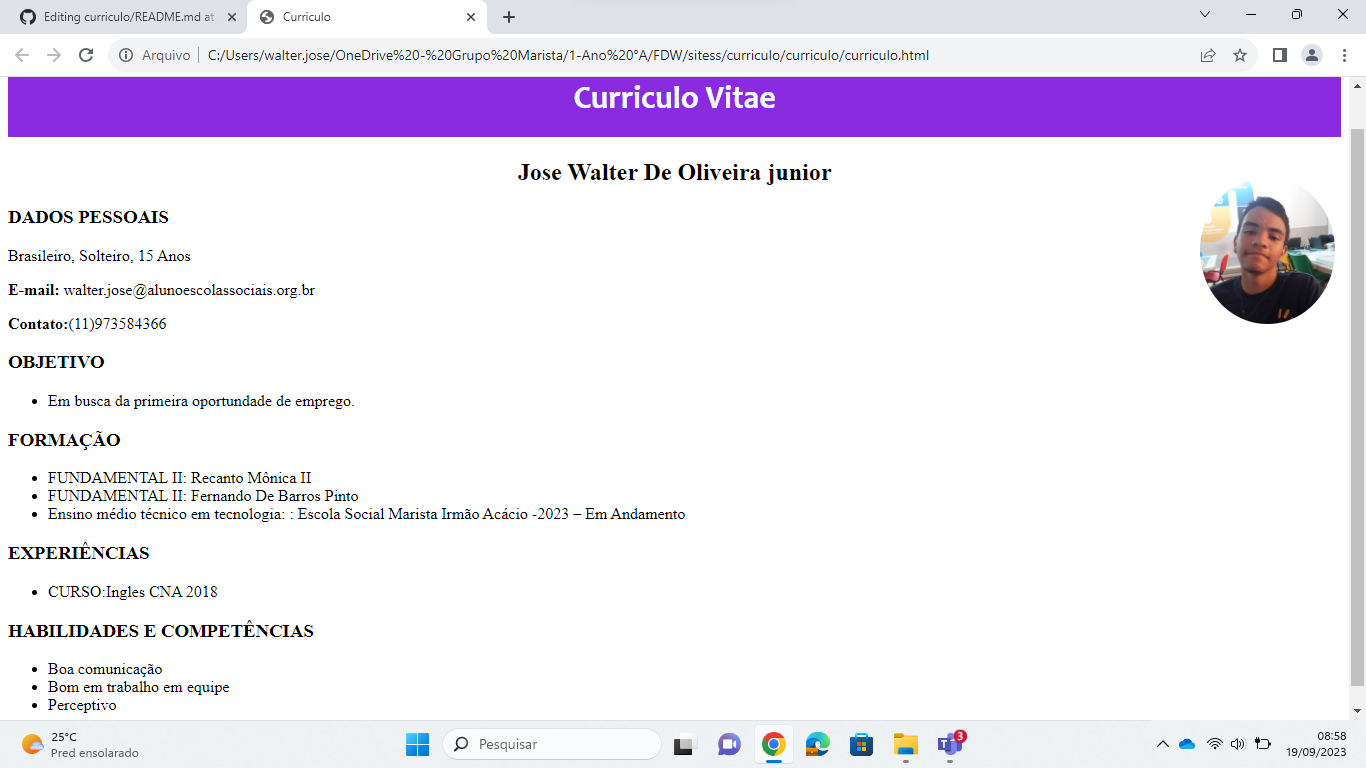 Editing curriculo/README.md at
Curriculo
Arquivo
C:/Users/walter.jose/OneDrive%20-%20Grupo%20Marista/1-Ano%20°A/FDW/sitess/curriculo/curriculo/curriculo.html
Curriculo Vitae
Jose Walter De Oliveira junior
DADOS PESSOAIS
Brasileiro, Solteiro, 15 Anos
E-mail: walter.jose@alunoescolassociais.org.br
Contato:(11)973584366
OBJETIVO
• Em busca da primeira oportundade de emprego.
FORMAÇÃO
• FUNDAMENTAL II: Recanto Mônica II
• FUNDAMENTAL II: Fernando De Barros Pinto
• Ensino médio técnico em tecnologia: : Escola Social Marista Irmão Acácio -2023 – Em Andamento
EXPERIÊNCIAS
• CURSO:Ingles CNA 2018
HABILIDADES E COMPETÊNCIAS
• Boa comunicação
• Bom em trabalho em equipe
• Perceptivo
25°C
Pred ensolarado
Pesquisar
3
08:58
19/09/2023